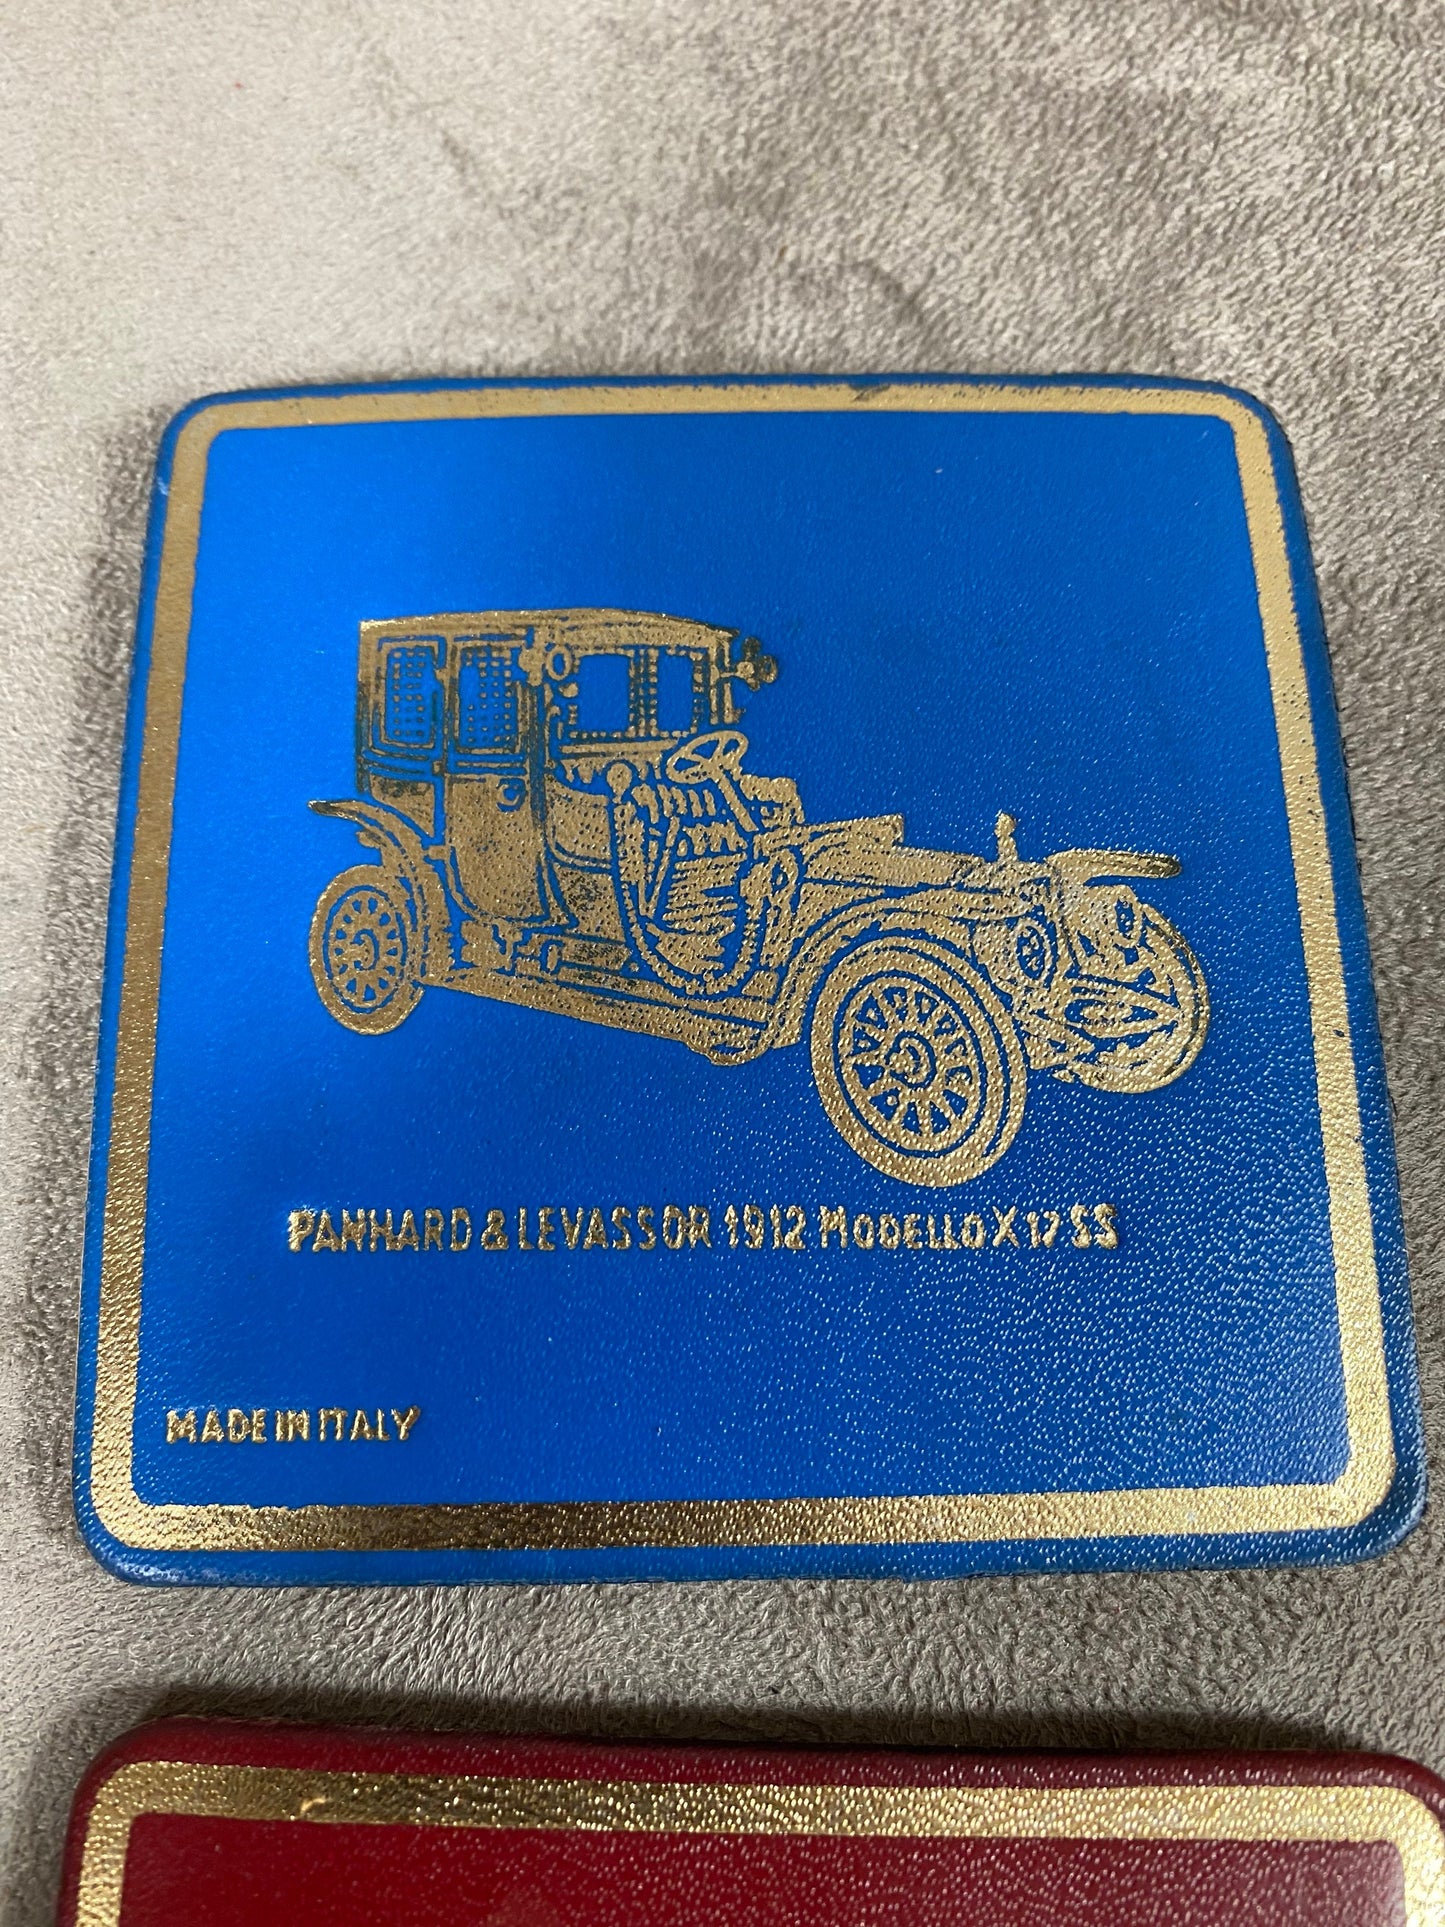 PANHARD & LEVASSOR 1912 MODELLO X 17 SS
MADE IN ITALY